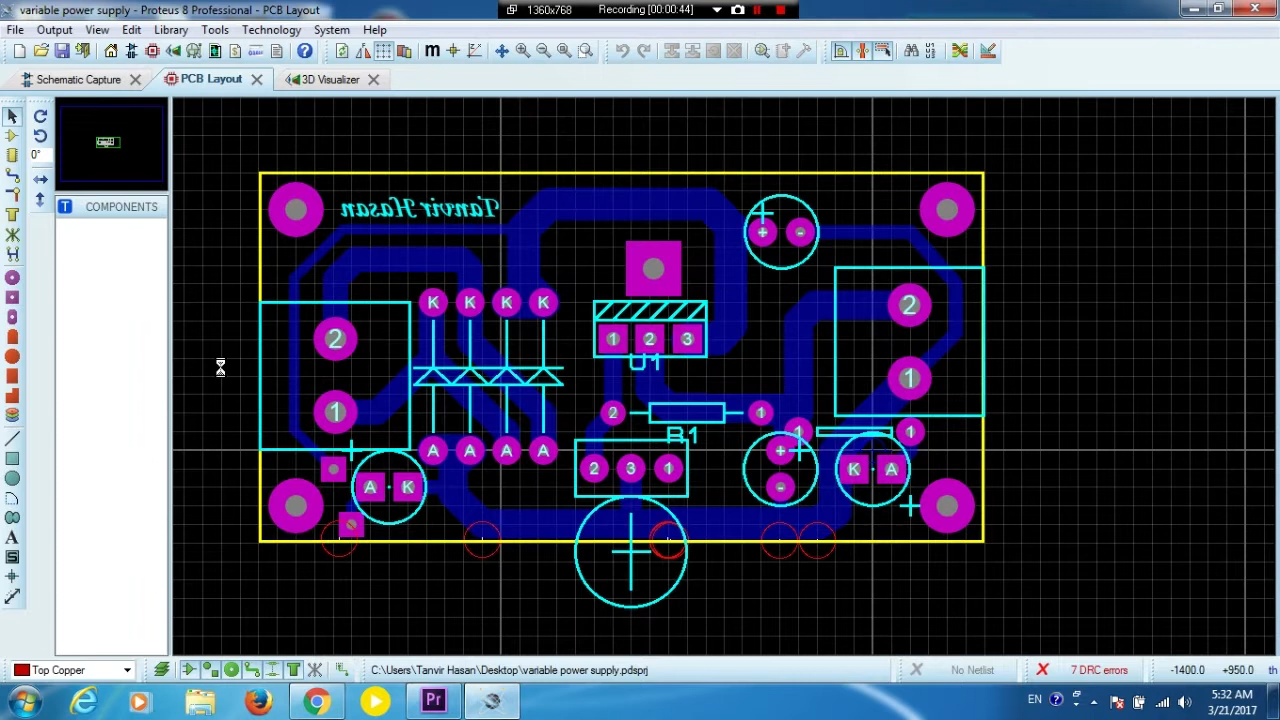 variable power supply - Proteus 8 Professional - PCB Layout
1360x768
Recording [00:00:44]
File Output View Edit Library Tools Technology System Help
m
Schematic Capture
PCB Layout
3D Visualizer
0°
T COMPONENTS
Tanvir Hasan
+ -
K K K K
2
2
1 2 3
U1
1
1
2 1
R1
1 1
A A A A
2 3 1
+
-
K A
A K
Top Copper
C:\Users\Tanvir Hasan\Desktop\variable power supply.pdsprj
No Netlist
7 DRC errors
-1400.0 +950.0 th
Pr
EN
5:32 AM
3/21/2017